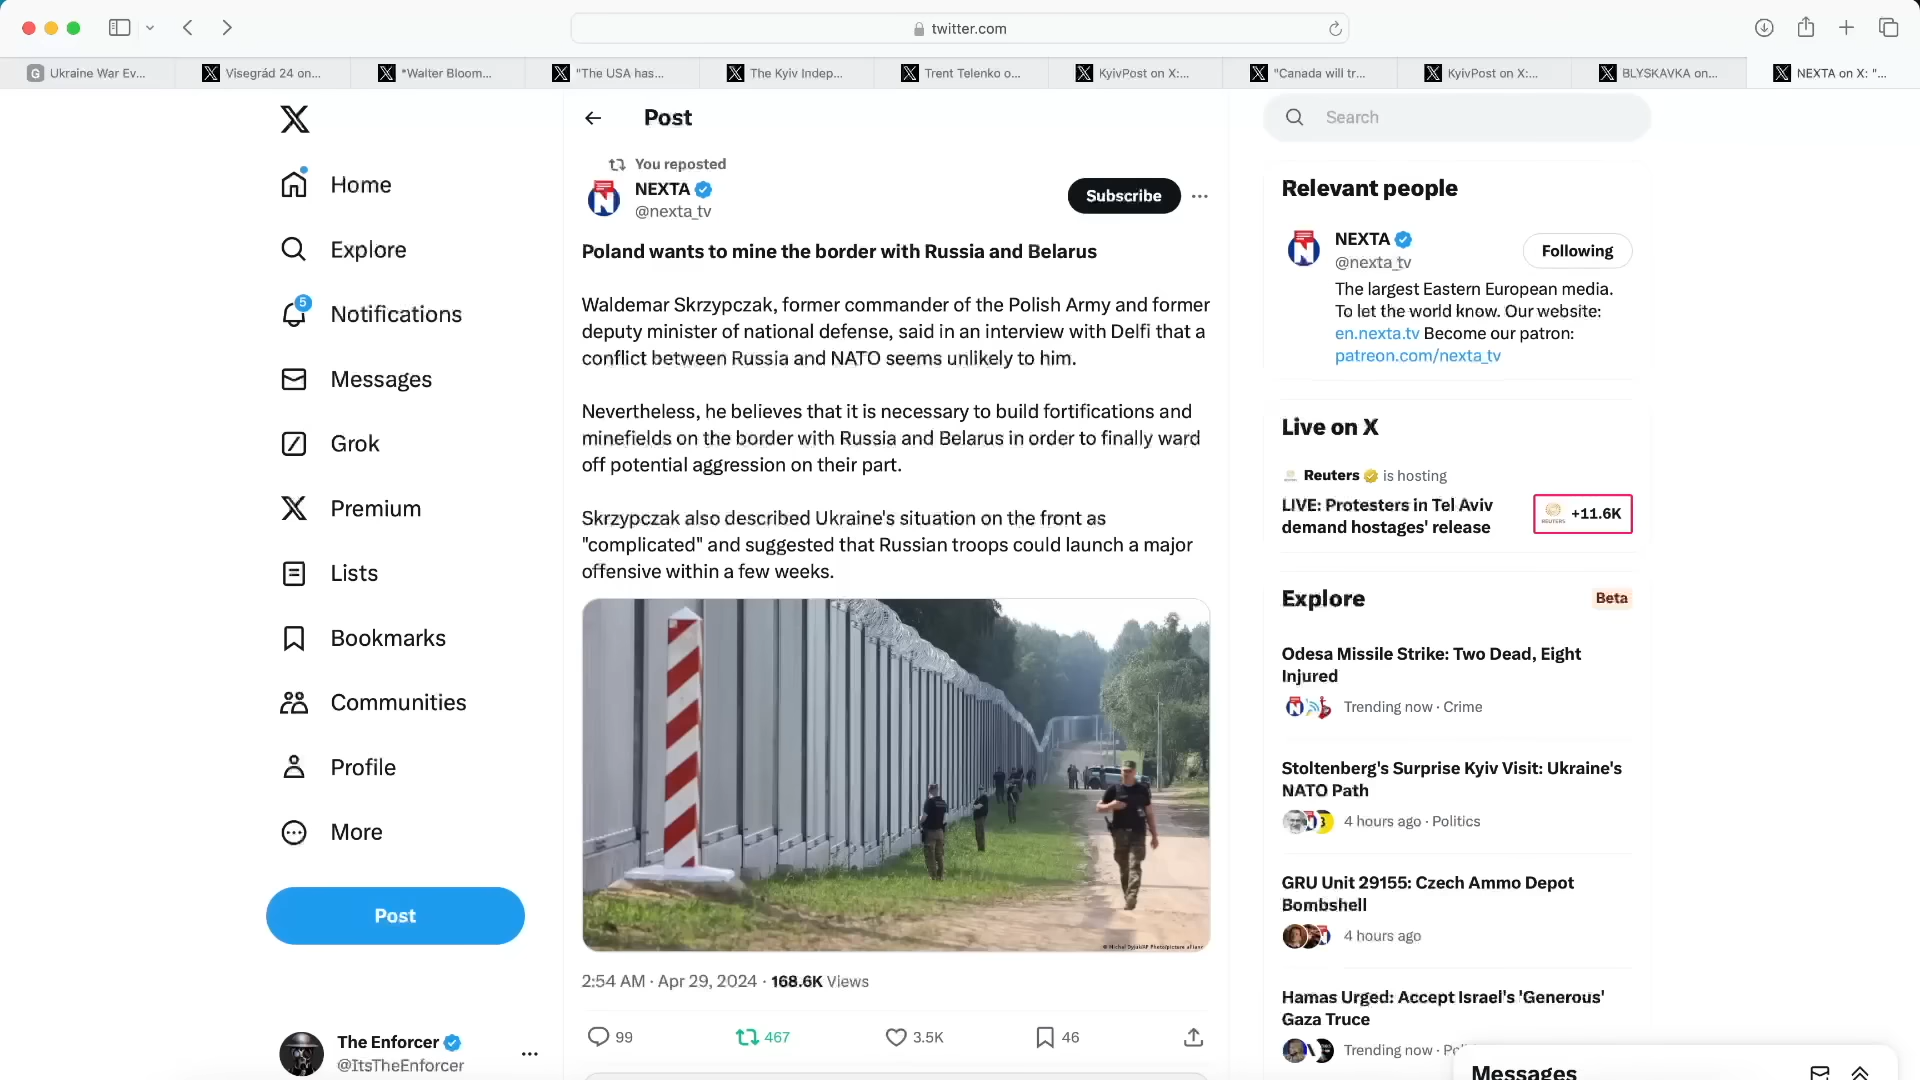 twitter.com
Ukraine War Ev...
Visegrád 24 on...
"Walter Bloom...
"The USA has...
The Kyiv Indep...
Trent Telenko o...
KyivPost on X:...
"Canada will tr...
KyivPost on X:...
BLYSKAVKA on...
NEXTA on X: "...
Home
Explore
5
Notifications
Messages
Grok
Premium
Lists
Bookmarks
Communities
Profile
More
Post
The Enforcer
@ItsTheEnforcer
Post
You reposted
NEXTA
@nexta_tv
Subscribe
Poland wants to mine the border with Russia and Belarus
Waldemar Skrzypczak, former commander of the Polish Army and former
deputy minister of national defense, said in an interview with Delfi that a
conflict between Russia and NATO seems unlikely to him.
Nevertheless, he believes that it is necessary to build fortifications and
minefields on the border with Russia and Belarus in order to finally ward
off potential aggression on their part.
Skrzypczak also described Ukraine's situation on the front as
"complicated" and suggested that Russian troops could launch a major
offensive within a few weeks.
2:54 AM · Apr 29, 2024 · 168.6K Views
99
467
3.5K
46
Search
Relevant people
NEXTA
@nexta_tv
Following
The largest Eastern European media.
To let the world know. Our website:
en.nexta.tv Become our patron:
patreon.com/nexta_tv
Live on X
Reuters is hosting
LIVE: Protesters in Tel Aviv
demand hostages' release
REUTERS
+11.6K
Explore
Beta
Odesa Missile Strike: Two Dead, Eight
Injured
Trending now · Crime
Stoltenberg's Surprise Kyiv Visit: Ukraine's
NATO Path
4 hours ago · Politics
GRU Unit 29155: Czech Ammo Depot
Bombshell
4 hours ago
Hamas Urged: Accept Israel's 'Generous'
Gaza Truce
Trending now
Messages